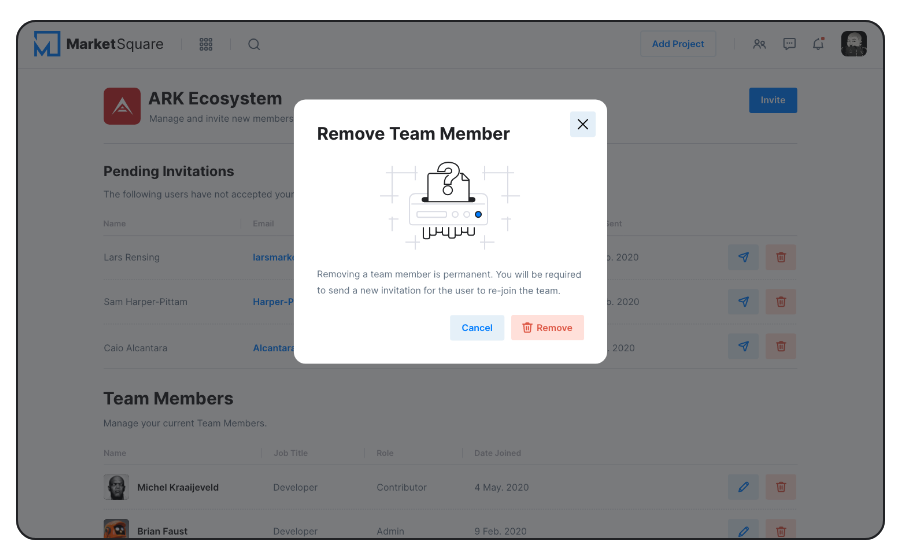 MarketSquare
Add Project
ARK Ecosystem
Manage and invite new members
Invite
Remove Team Member
?
Removing a team member is permanent. You will be required
to send a new invitation for the user to re-join the team.
Cancel
Remove
Pending Invitations
The following users have not accepted your
Name Email
Lars Rensing 2020
Sam Harper-Pittam Harper-P 2020
Caio Alcantara Alcantara 2020
Team Members
Manage your current Team Members.
Name Job Title Role Date Joined
Michel Kraaijeveld Developer Contributor 4 May, 2020
Brian Faust Developer Admin 9 Feb. 2020